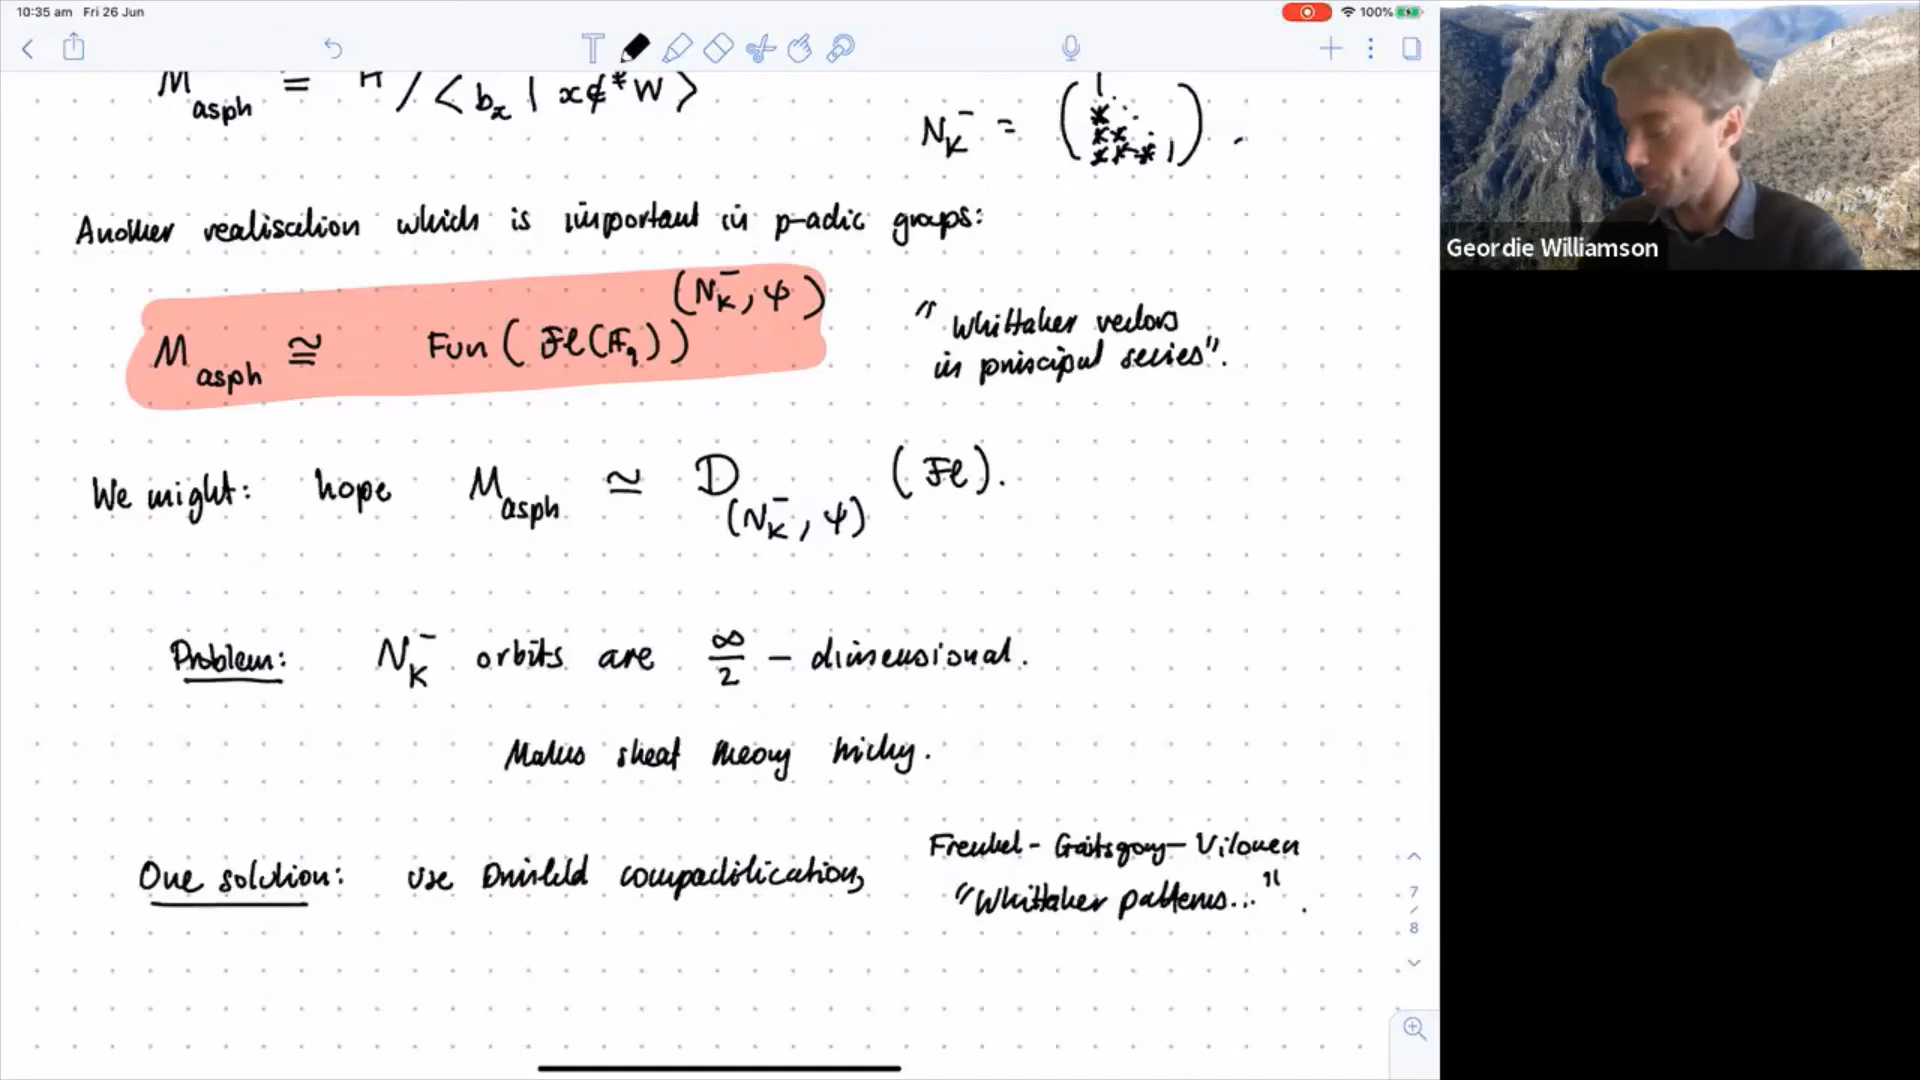 10:35 am Fri 26 Jun
100%
M_asph = H / < b_x | x ∉ *W >
N_K^- = ( 1 * ** *** 1 ) .
Another realisation which is important in p-adic groups:
M_asph ≅ Fun ( Fl(F_q) )^(N_K^-, ψ)
"Whittaker vectors
in principal series".
We might: hope M_asph ≃ D_(N_K^-, ψ) (Fl).
Problem: N_K^- orbits are ∞/2 - dimensional.
Makes sheaf theory tricky.
One solution: use Drinfeld compactification,
Frenkel - Gaitsgory - Vilonen
"Whittaker patterns..." .
7
/
8
Geordie Williamson